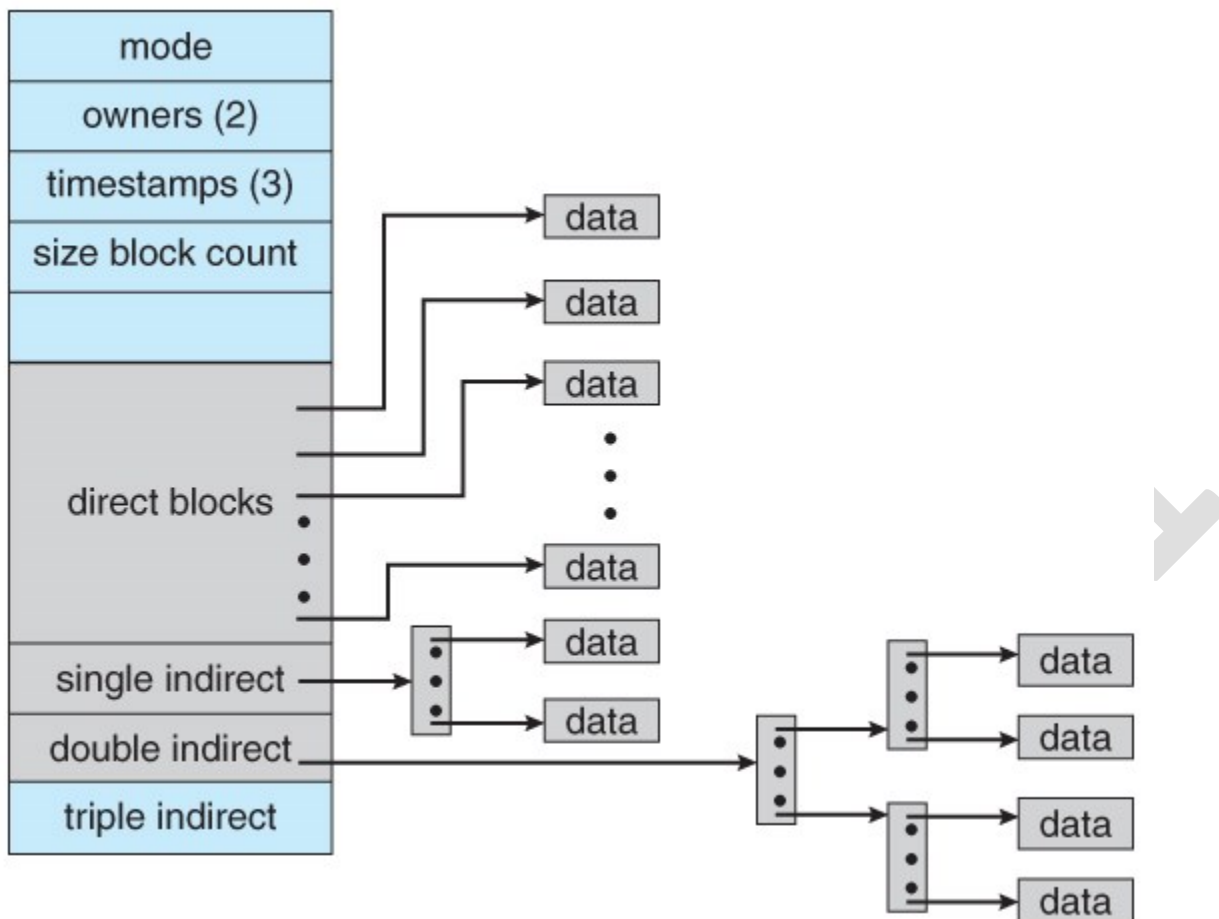 mode
owners (2)
timestamps (3)
size block count
data
data
data
direct blocks
data
data
single indirect
data
double indirect
triple indirect
data
data
data
data